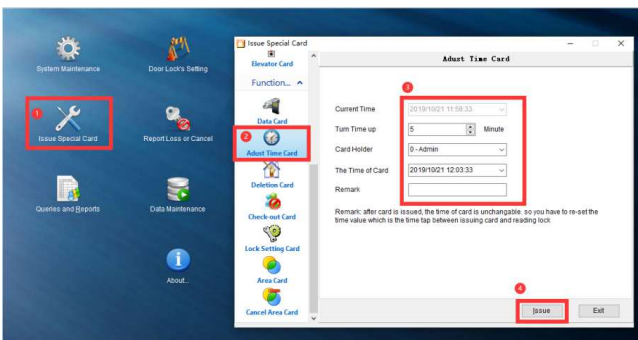 System Maintenance
Door Lock's Setting
1
Issue Special Card
Report Loss or Cancel
Queries and Reports
Data Maintenance
About...
Issue Special Card
Elevator Card
Function...
Data Card
2
Adust Time Card
Deletion Card
Check-out Card
Lock Setting Card
Area Card
Cancel Area Card
Adust Time Card
3
Current Time 2019/10/21 11:58:33
Turn Time up 5 Minute
Card Holder 0 - Admin
The Time of Card 2019/10/21 12:03:33
Remark
Remark: after card is issued, the time of card is unchangable, so you have to re-set the
time value which is the time tap between issuing card and reading lock
4
Issue Exit